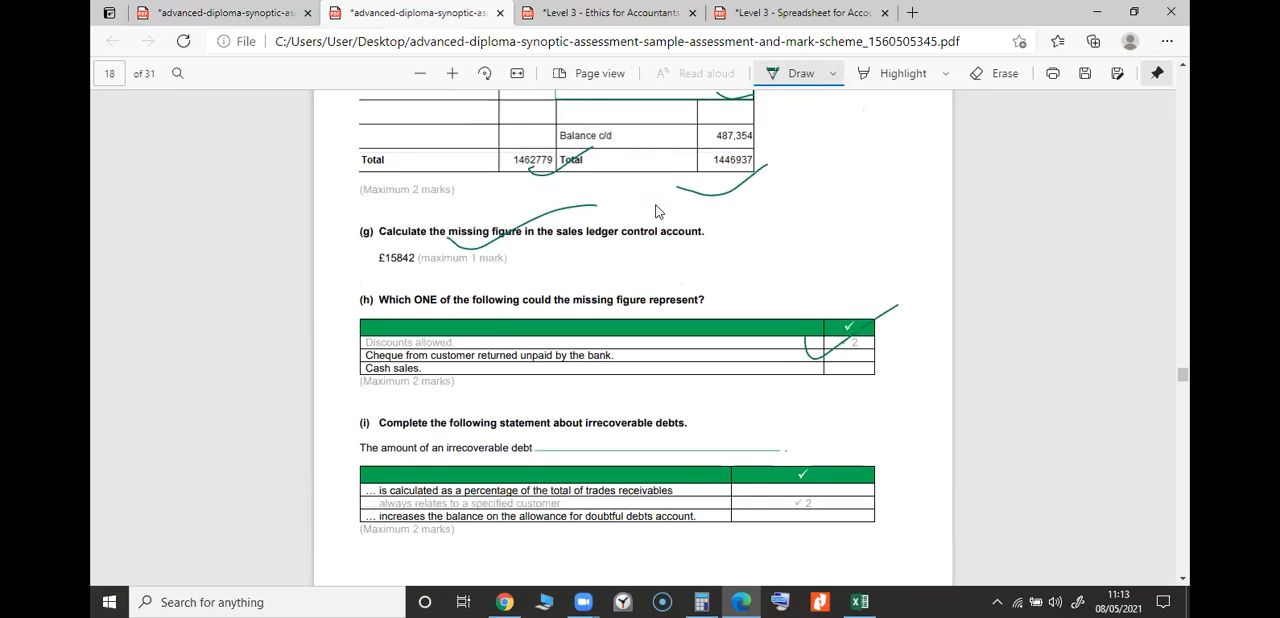 *advanced-diploma-synoptic-as: *advanced-diploma-synoptic-as: *Level 3 - Ethics for Accountants *Level 3 - Spreadsheet for Accou
File C:/Users/User/Desktop/advanced-diploma-synoptic-assessment-sample-assessment-and-mark-scheme_1560505345.pdf
18 of 31 Page view Read aloud Draw Highlight Erase
Balance c/d 487,354
Total 1462779 Total 1446937
(Maximum 2 marks)
(g) Calculate the missing figure in the sales ledger control account.
£15842 (maximum 1 mark)
(h) Which ONE of the following could the missing figure represent?
✓
Discounts allowed. 2
Cheque from customer returned unpaid by the bank.
Cash sales.
(Maximum 2 marks)
(i) Complete the following statement about irrecoverable debts.
The amount of an irrecoverable debt .
✓
… is calculated as a percentage of the total of trades receivables
… always relates to a specified customer ✓ 2
… increases the balance on the allowance for doubtful debts account.
(Maximum 2 marks)
Search for anything
11:13
08/05/2021